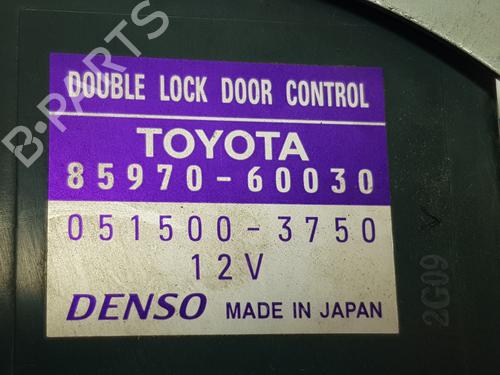 DOUBLE LOCK DOOR CONTROL
TOYOTA
85970-60030
051500-3750
12V
DENSO MADE IN JAPAN
2G09
B-PARTS